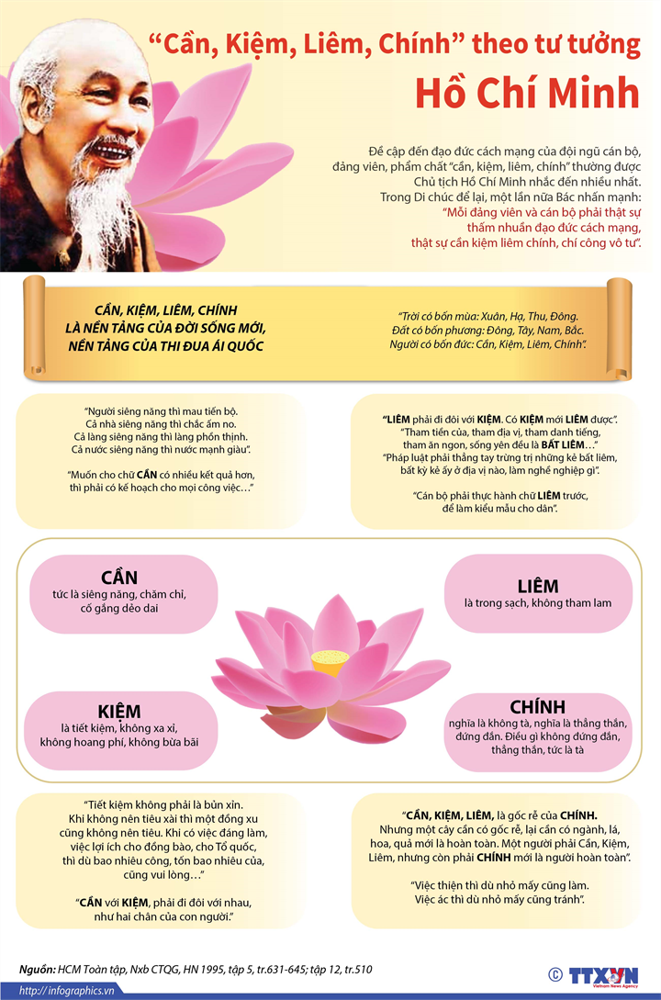 “Cần, Kiệm, Liêm, Chính” theo tư tưởng
Hồ Chí Minh
Đề cập đến đạo đức cách mạng của đội ngũ cán bộ,
đảng viên, phẩm chất “cần, kiệm, liêm, chính” thường được
Chủ tịch Hồ Chí Minh nhắc đến nhiều nhất.
Trong Di chúc để lại, một lần nữa Bác nhấn mạnh:
“Mỗi đảng viên và cán bộ phải thật sự
thấm nhuần đạo đức cách mạng,
thật sự cần kiệm liêm chính, chí công vô tư”.
CẦN, KIỆM, LIÊM, CHÍNH
LÀ NỀN TẢNG CỦA ĐỜI SỐNG MỚI,
NỀN TẢNG CỦA THI ĐUA ÁI QUỐC
“Trời có bốn mùa: Xuân, Hạ, Thu, Đông.
Đất có bốn phương: Đông, Tây, Nam, Bắc.
Người có bốn đức: Cần, Kiệm, Liêm, Chính”.
“Người siêng năng thì mau tiến bộ.
Cả nhà siêng năng thì chắc ấm no.
Cả làng siêng năng thì làng phồn thịnh.
Cả nước siêng năng thì nước mạnh giàu”.
“Muốn cho chữ CẦN có nhiều kết quả hơn,
thì phải có kế hoạch cho mọi công việc…”
“LIÊM phải đi đôi với KIỆM. Có KIỆM mới LIÊM được”.
“Tham tiền của, tham địa vị, tham danh tiếng,
tham ăn ngon, sống yên đều là BẤT LIÊM…”
“Pháp luật phải thẳng tay trừng trị những kẻ bất liêm,
bất kỳ kẻ ấy ở địa vị nào, làm nghề nghiệp gì”.
“Cán bộ phải thực hành chữ LIÊM trước,
để làm kiểu mẫu cho dân”.
CẦN
tức là siêng năng, chăm chỉ,
cố gắng dẻo dai
LIÊM
là trong sạch, không tham lam
KIỆM
là tiết kiệm, không xa xỉ,
không hoang phí, không bừa bãi
CHÍNH
nghĩa là không tà, nghĩa là thẳng thắn,
đứng đắn. Điều gì không đứng đắn,
thẳng thắn, tức là tà
“Tiết kiệm không phải là bủn xỉn.
Khi không nên tiêu xài thì một đồng xu
cũng không nên tiêu. Khi có việc đáng làm,
việc lợi ích cho đồng bào, cho Tổ quốc,
thì dù bao nhiêu công, tốn bao nhiêu của,
cũng vui lòng…”
“CẦN với KIỆM, phải đi đôi với nhau,
như hai chân của con người.”
“CẦN, KIỆM, LIÊM, là gốc rễ của CHÍNH.
Nhưng một cây cần có gốc rễ, lại cần có ngành, lá,
hoa, quả mới là hoàn toàn. Một người phải Cần, Kiệm,
Liêm, nhưng còn phải CHÍNH mới là người hoàn toàn”.
“Việc thiện thì dù nhỏ mấy cũng làm.
Việc ác thì dù nhỏ mấy cũng tránh”.
Nguồn: HCM Toàn tập, Nxb CTQG, HN 1995, tập 5, tr.631-645; tập 12, tr.510
© TTXVN
Vietnam News Agency
http://infographics.vn